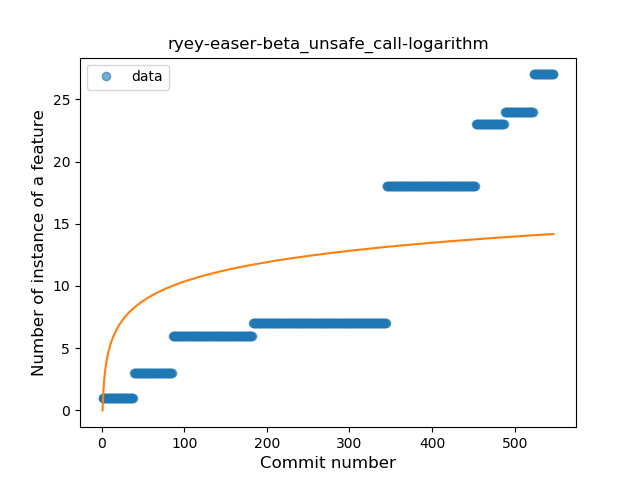 ryey-easer-beta_unsafe_call-logarithm
data
Number of instance of a feature
25
20
15
10
5
0
0 100 200 300 400 500
Commit number